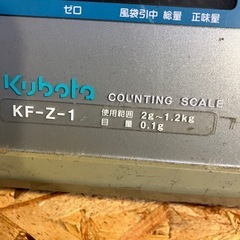 ゼロ 風袋引中 総量 正味量
Kubota COUNTING SCALE
KF-Z-1
使用範囲 2g~1.2kg
目量 0.1g